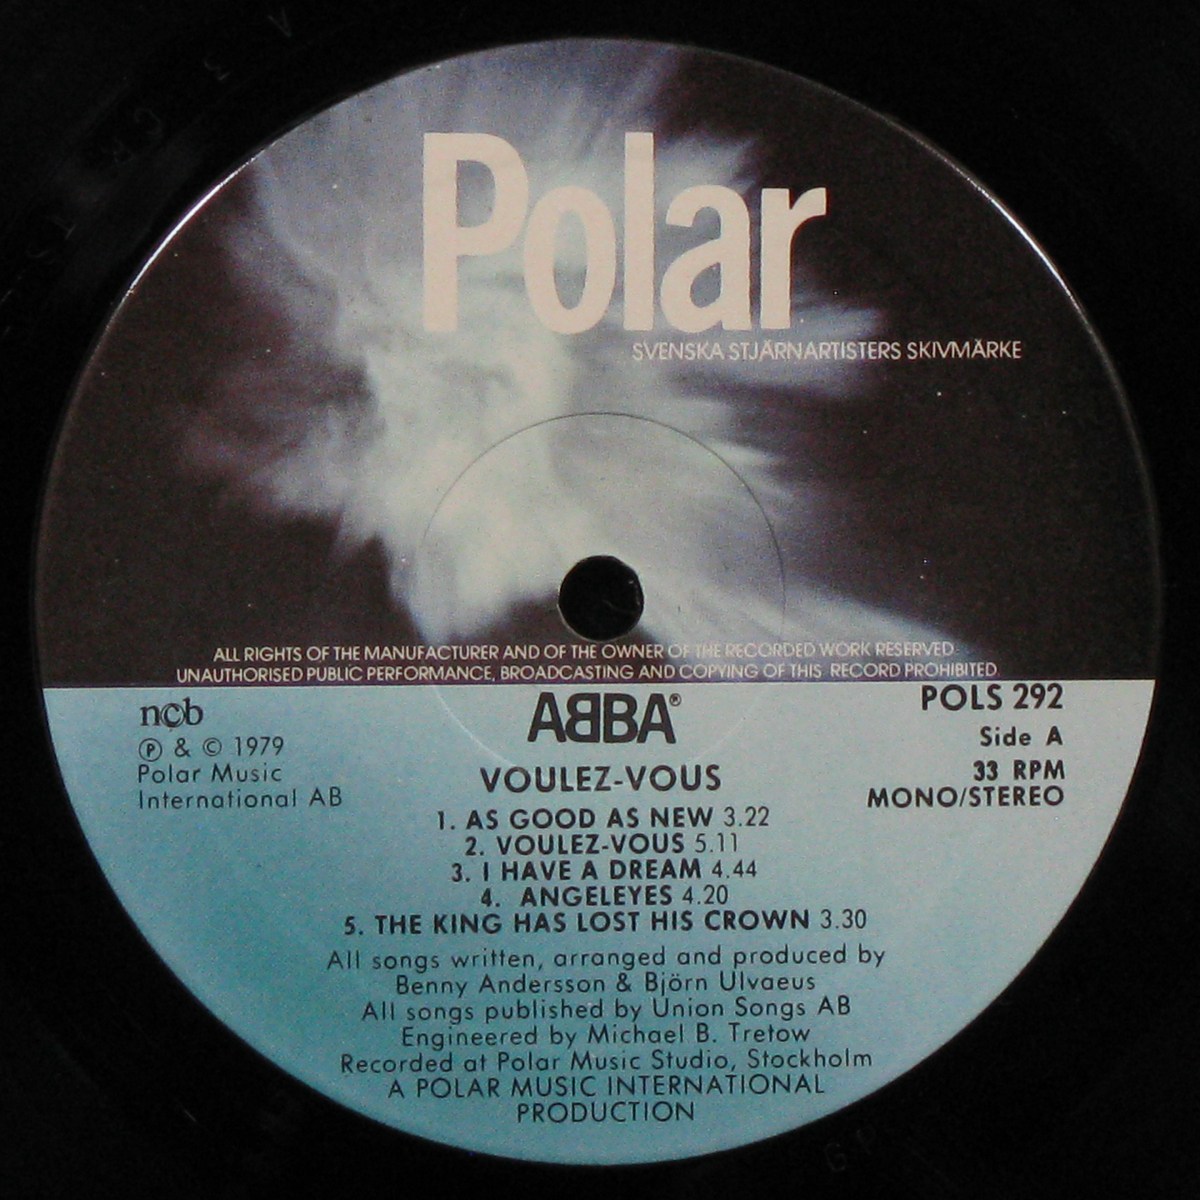 Polar
SVENSKA STJÄRNARTISTERS SKIVMÄRKE
ALL RIGHTS OF THE MANUFACTURER AND OF THE OWNER OF THE RECORDED WORK RESERVED
UNAUTHORISED PUBLIC PERFORMANCE, BROADCASTING AND COPYING OF THIS RECORD PROHIBITED.
ncb
Ⓟ & © 1979
Polar Music
International AB
ABBA®
VOULEZ-VOUS
POLS 292
Side A
33 RPM
MONO/STEREO
1. AS GOOD AS NEW 3.22
2. VOULEZ-VOUS 5.11
3. I HAVE A DREAM 4.44
4. ANGELEYES 4.20
5. THE KING HAS LOST HIS CROWN 3.30
All songs written, arranged and produced by
Benny Andersson & Björn Ulvaeus
All songs published by Union Songs AB
Engineered by Michael B. Tretow
Recorded at Polar Music Studio, Stockholm
A POLAR MUSIC INTERNATIONAL
PRODUCTION